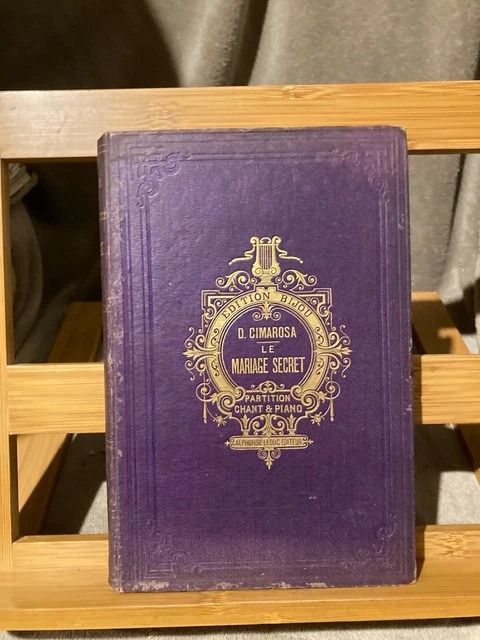 EDITION BIJOU
D. CIMAROSA
LE
MARIAGE SECRET
PARTITION
CHANT & PIANO
ALPHONSE LEDUC EDITEUR